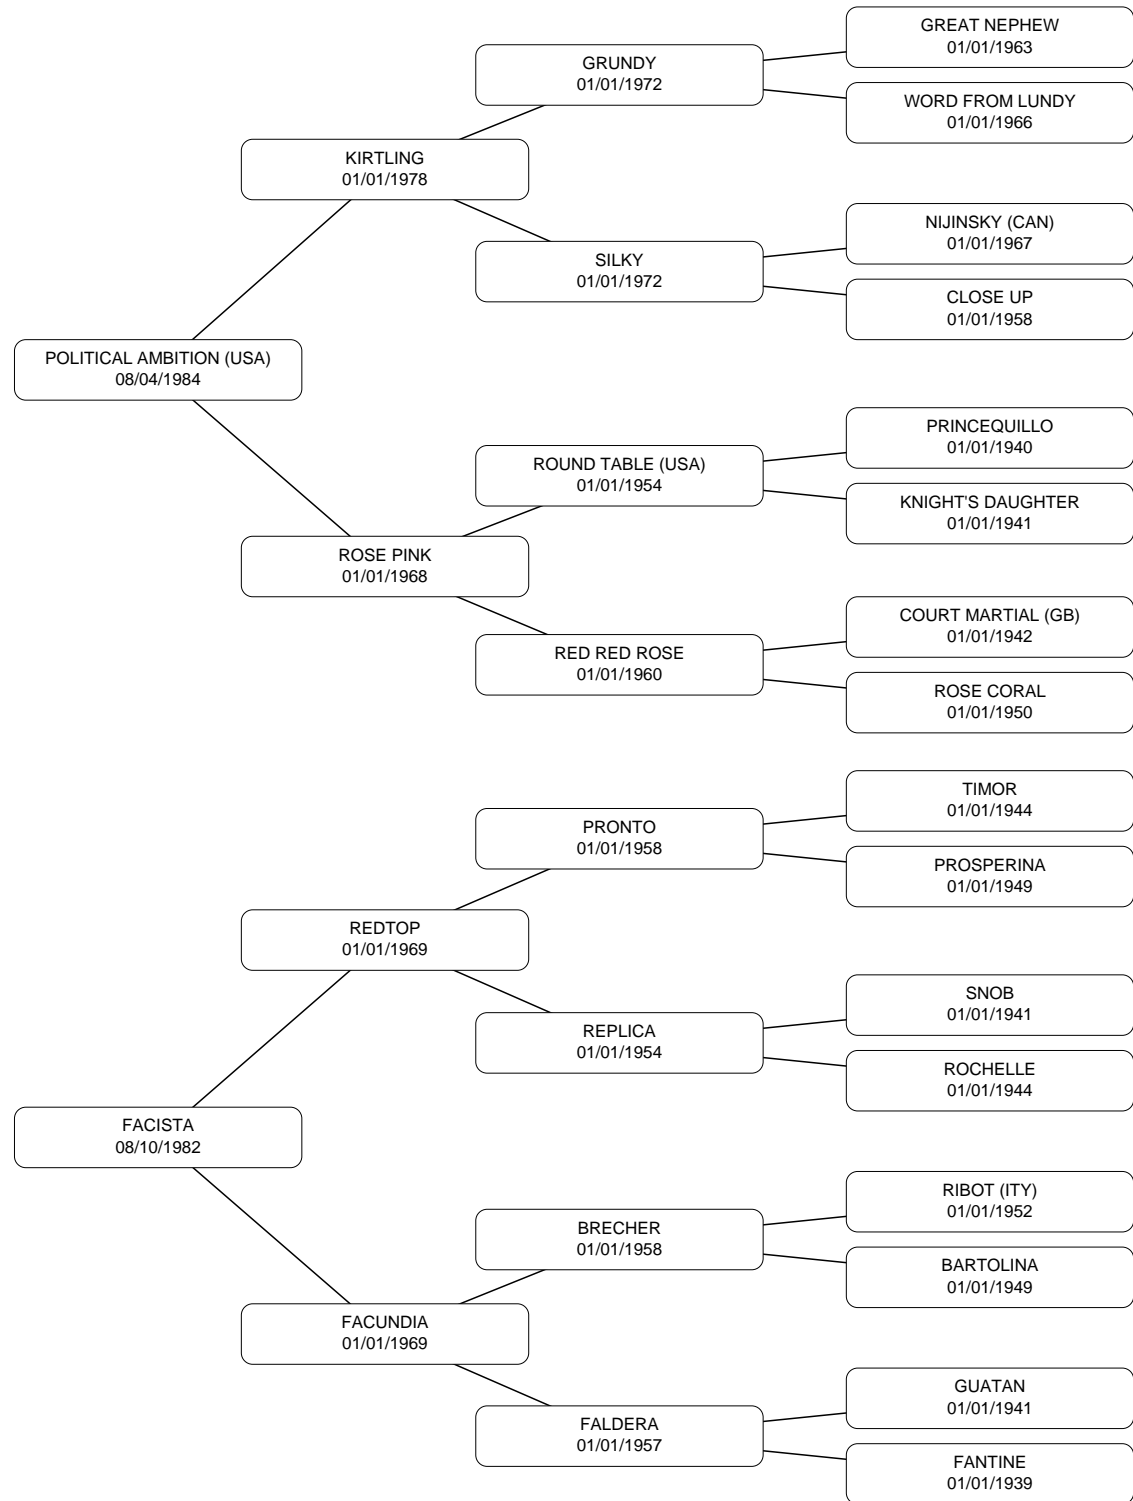 GREAT NEPHEW
01/01/1963
GRUNDY
01/01/1972
WORD FROM LUNDY
01/01/1966
KIRTLING
01/01/1978
NIJINSKY (CAN)
01/01/1967
SILKY
01/01/1972
CLOSE UP
01/01/1958
POLITICAL AMBITION (USA)
08/04/1984
PRINCEQUILLO
01/01/1940
ROUND TABLE (USA)
01/01/1954
KNIGHT'S DAUGHTER
01/01/1941
ROSE PINK
01/01/1968
COURT MARTIAL (GB)
01/01/1942
RED RED ROSE
01/01/1960
ROSE CORAL
01/01/1950
TIMOR
01/01/1944
PRONTO
01/01/1958
PROSPERINA
01/01/1949
REDTOP
01/01/1969
SNOB
01/01/1941
REPLICA
01/01/1954
ROCHELLE
01/01/1944
FACISTA
08/10/1982
RIBOT (ITY)
01/01/1952
BRECHER
01/01/1958
BARTOLINA
01/01/1949
FACUNDIA
01/01/1969
GUATAN
01/01/1941
FALDERA
01/01/1957
FANTINE
01/01/1939